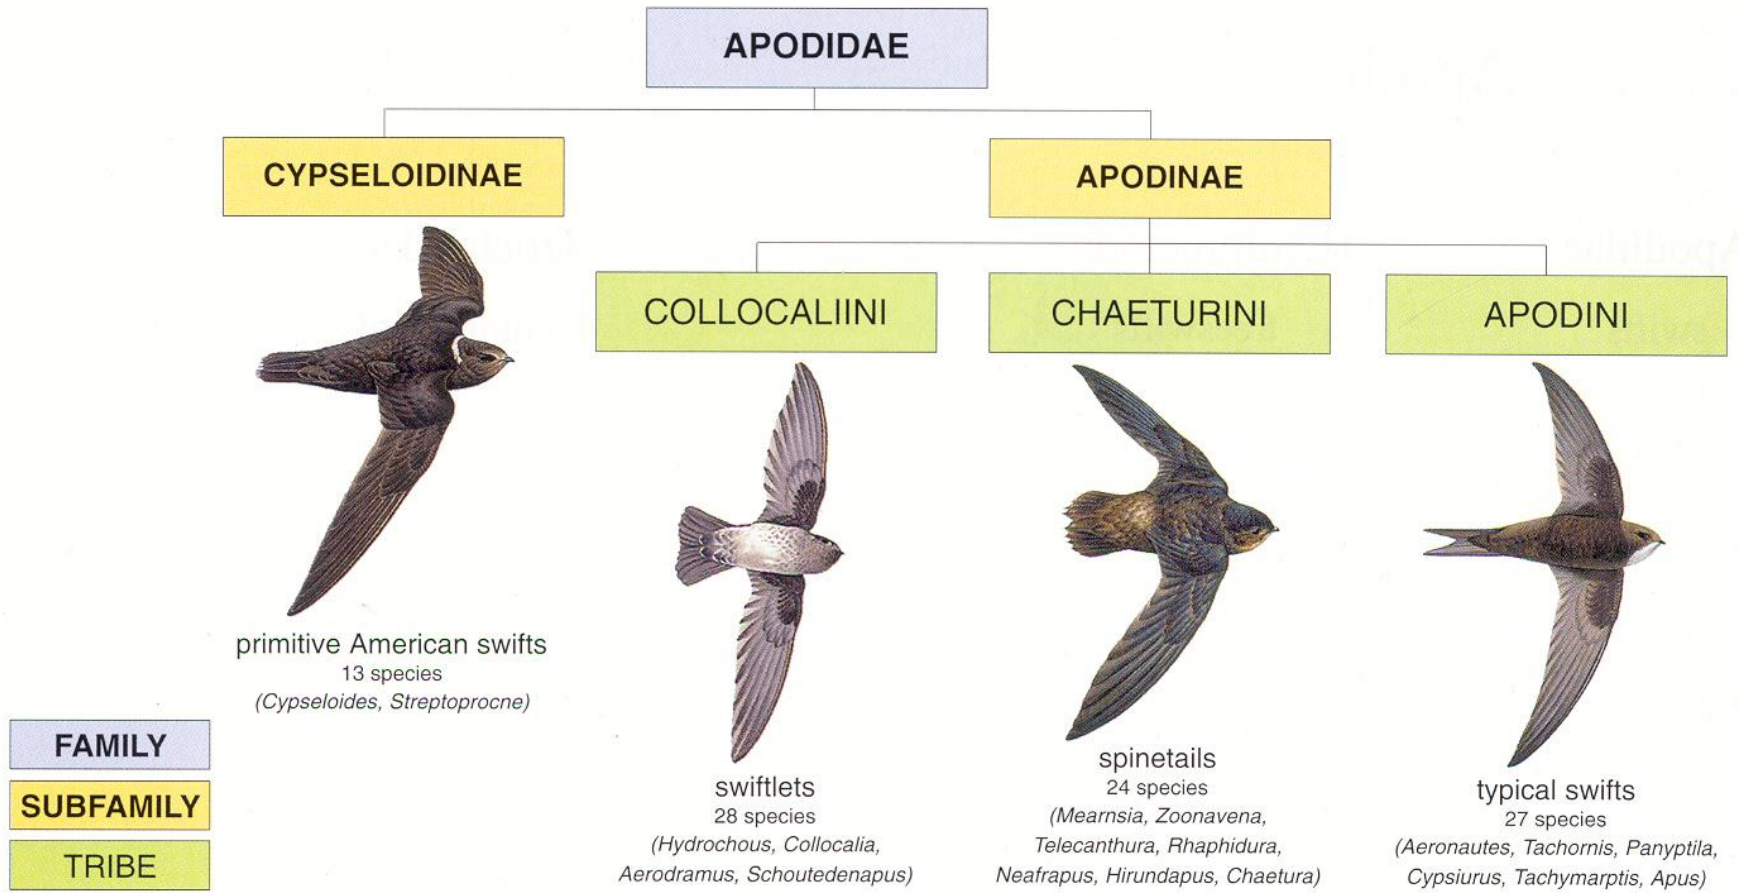 APODIDAE
CYPSELOIDINAE
APODINAE
COLLOCALIINI
CHAETURINI
APODINI
primitive American swifts
13 species
(Cypseloides, Streptoprocne)
swiftlets
28 species
(Hydrochous, Collocalia,
Aerodramus, Schoutedenapus)
spinetails
24 species
(Mearnsia, Zoonavena,
Telecanthura, Rhaphidura,
Neafrapus, Hirundapus, Chaetura)
typical swifts
27 species
(Aeronautes, Tachornis, Panyptila,
Cypsiurus, Tachymarptis, Apus)
FAMILY
SUBFAMILY
TRIBE